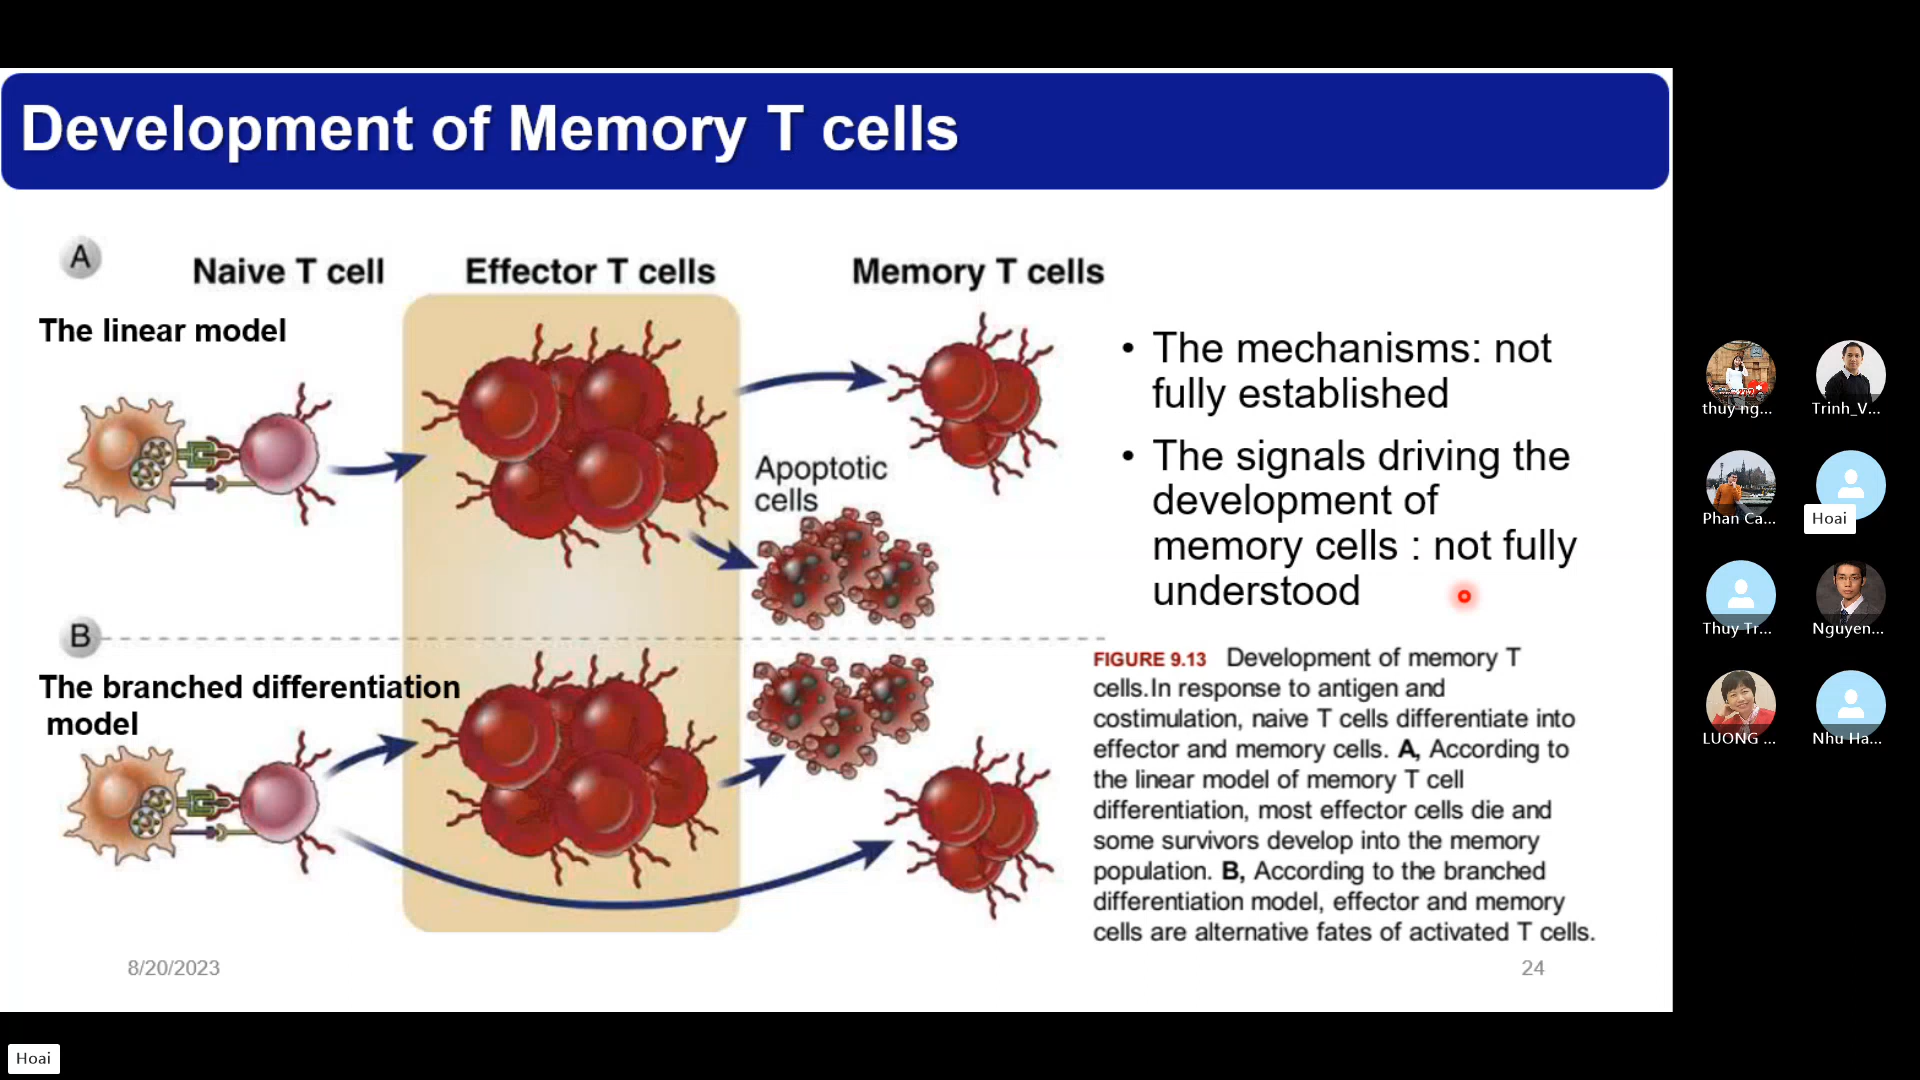 Development of Memory T cells
A
Naive T cell
Effector T cells
Memory T cells
The linear model
Apoptotic
cells
B
The branched differentiation
model
• The mechanisms: not
fully established
• The signals driving the
development of
memory cells : not fully
understood
FIGURE 9.13 Development of memory T
cells.In response to antigen and
costimulation, naive T cells differentiate into
effector and memory cells. A, According to
the linear model of memory T cell
differentiation, most effector cells die and
some survivors develop into the memory
population. B, According to the branched
differentiation model, effector and memory
cells are alternative fates of activated T cells.
8/20/2023
24
thuy ng...
Trinh_V...
Phan Ca...
Hoai
Thuy Tr...
Nguyen...
LUONG ...
Nhu Ha...
Hoai